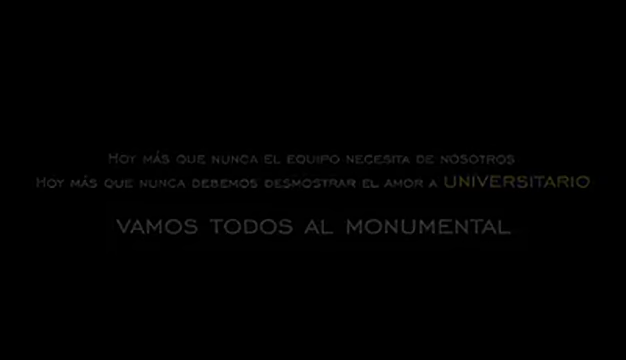 Hoy más que nunca el equipo necesita de nosotros
Hoy más que nunca debemos desmostrar el amor a UNIVERSITARIO
VAMOS TODOS AL MONUMENTAL